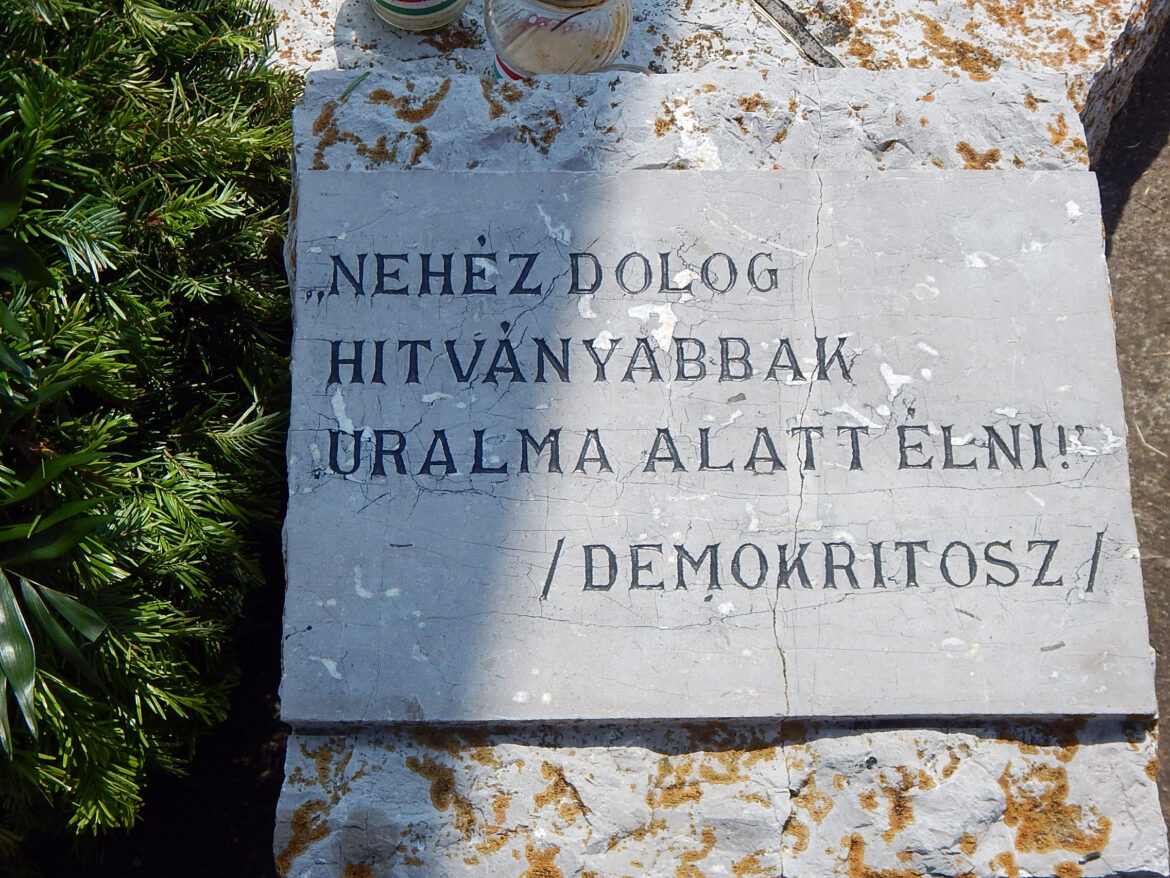 „NEHÉZ DOLOG
HITVÁNYABBAK
URALMA ALATT ÉLNI!”
/DEMOKRITOSZ/